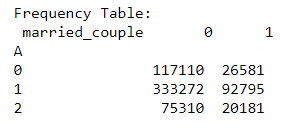 Frequency Table:
married_couple 0 1
A
0 117110 26581
1 333272 92795
2 75310 20181